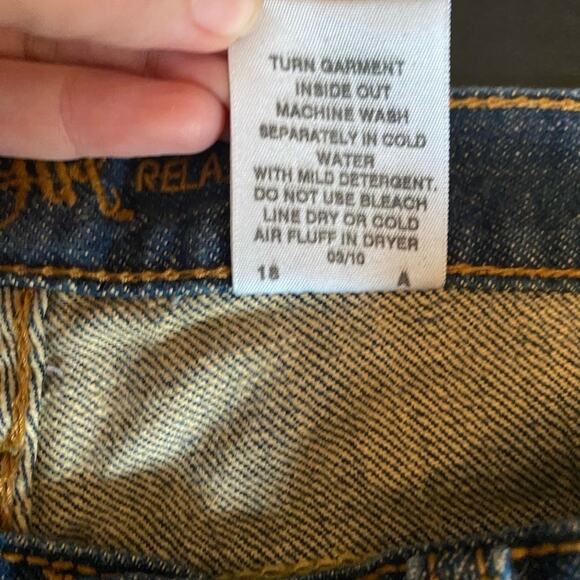 TURN GARMENT
INSIDE OUT
MACHINE WASH
SEPARATELY IN COLD
WATER
WITH MILD DETERGENT.
DO NOT USE BLEACH
LINE DRY OR COLD
AIR FLUFF IN DRYER
03/10
18 A
RELA